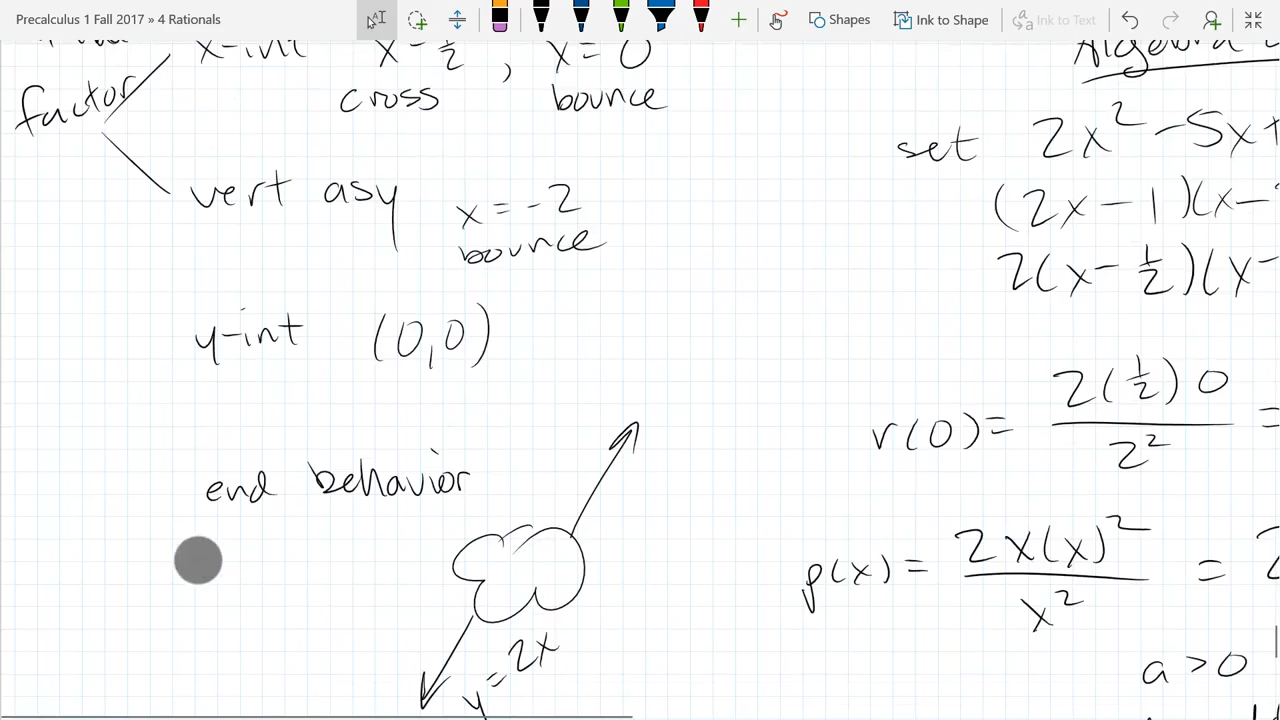 Precalculus 1 Fall 2017 » 4 Rationals
Shapes
Ink to Shape
Ink to Text
factor
x-int x = 1/2 , x = 0
cross bounce
vert asy x = -2
bounce
y-int (0,0)
end behavior
y = 2x
Algebra
set 2x² - 5x +
(2x - 1)(x -
2(x - 1/2)(x -
r(0) = 2(1/2) 0 / 2² =
p(x) = 2x(x)² / x² = 2
a > 0